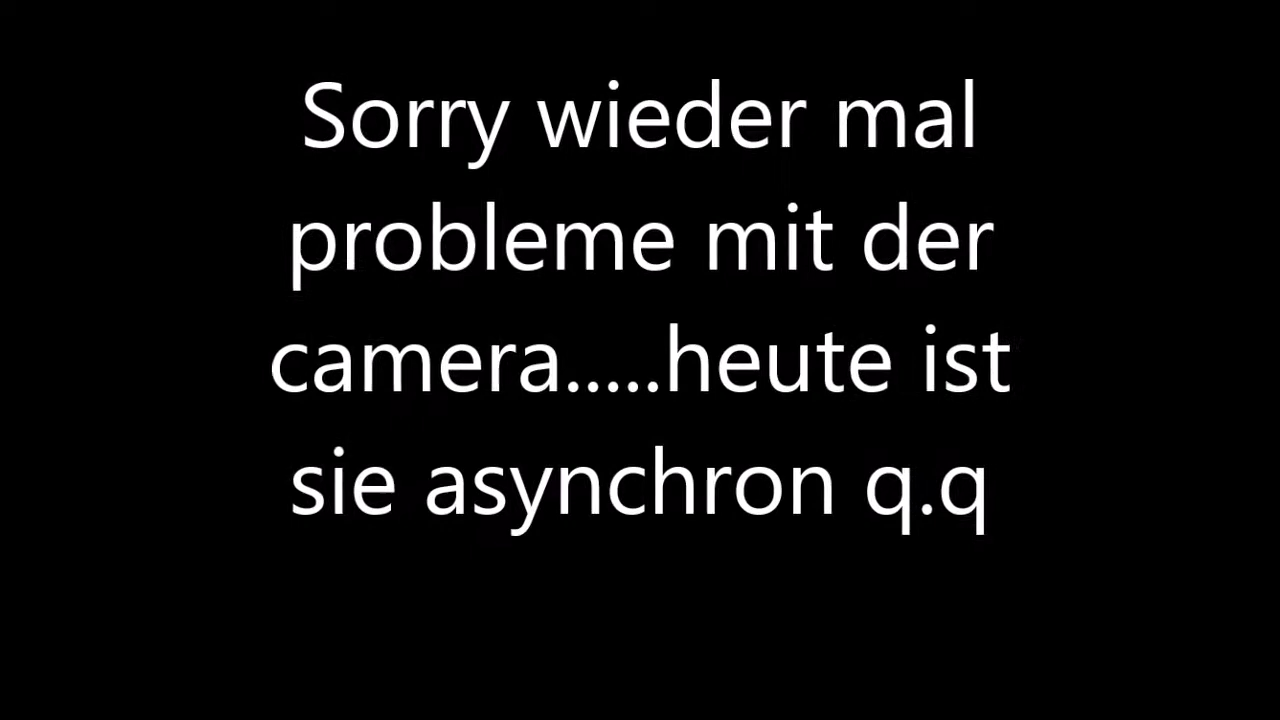 Sorry wieder mal
probleme mit der
camera.....heute ist
sie asynchron q.q